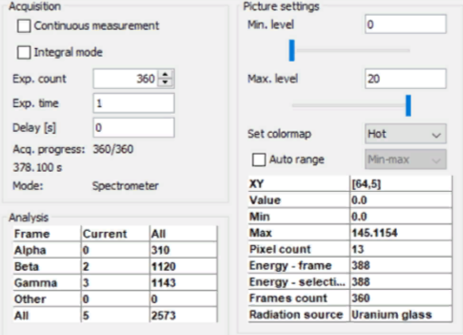 Acquisition
Continuous measurement
Integral mode
Exp. count 360
Exp. time 1
Delay [s] 0
Acq. progress: 360/360
378.100 s
Mode: Spectrometer
Analysis
Frame Current All
Alpha 0 310
Beta 2 1120
Gamma 3 1143
Other 0 0
All 5 2573
Picture settings
Min. level 0
Max. level 20
Set colormap Hot
Auto range Min-max
XY [64,5]
Value 0.0
Min 0.0
Max 145.1154
Pixel count 13
Energy - frame 388
Energy - selecti... 388
Frames count 360
Radiation source Uranium glass